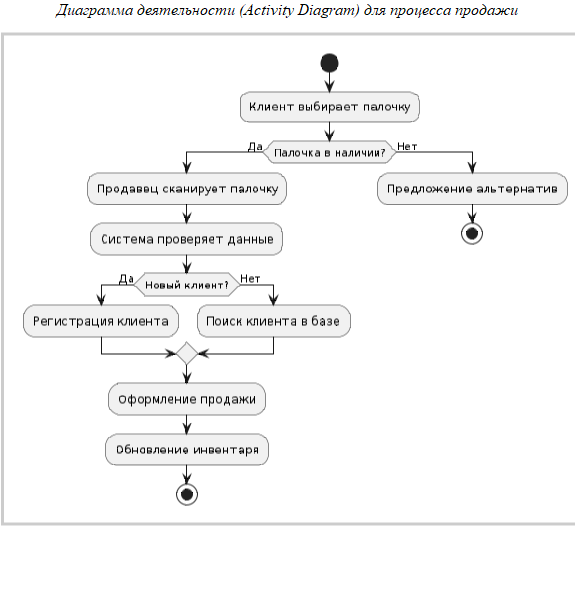 Диаграмма деятельности (Activity Diagram) для процесса продажи
Клиент выбирает палочку
Да
Палочка в наличии?
Нет
Продавец сканирует палочку
Предложение альтернатив
Система проверяет данные
Да
Новый клиент?
Нет
Регистрация клиента
Поиск клиента в базе
Оформление продажи
Обновление инвентаря